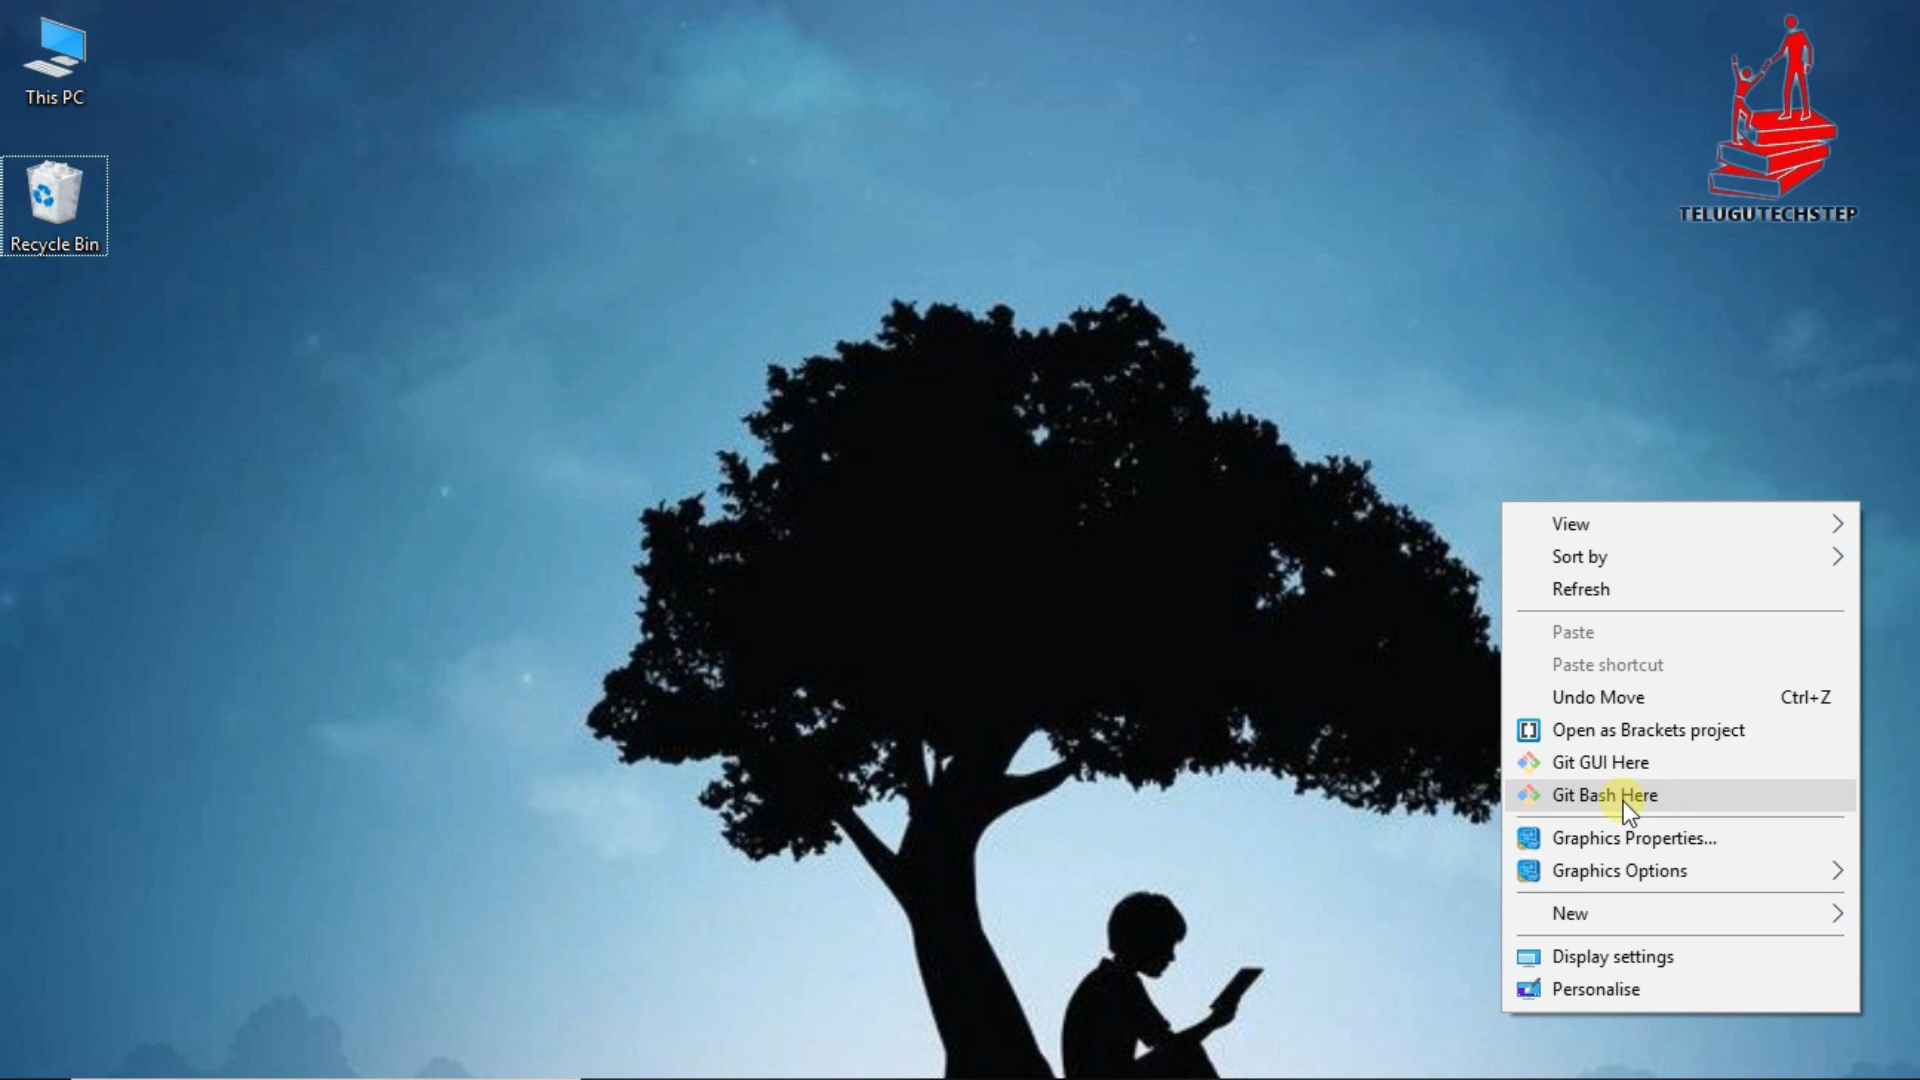 This PC
Recycle Bin
TELUGUTECHSTEP
View
Sort by
Refresh
Paste
Paste shortcut
Undo Move Ctrl+Z
Open as Brackets project
Git GUI Here
Git Bash Here
Graphics Properties...
Graphics Options
New
Display settings
Personalise